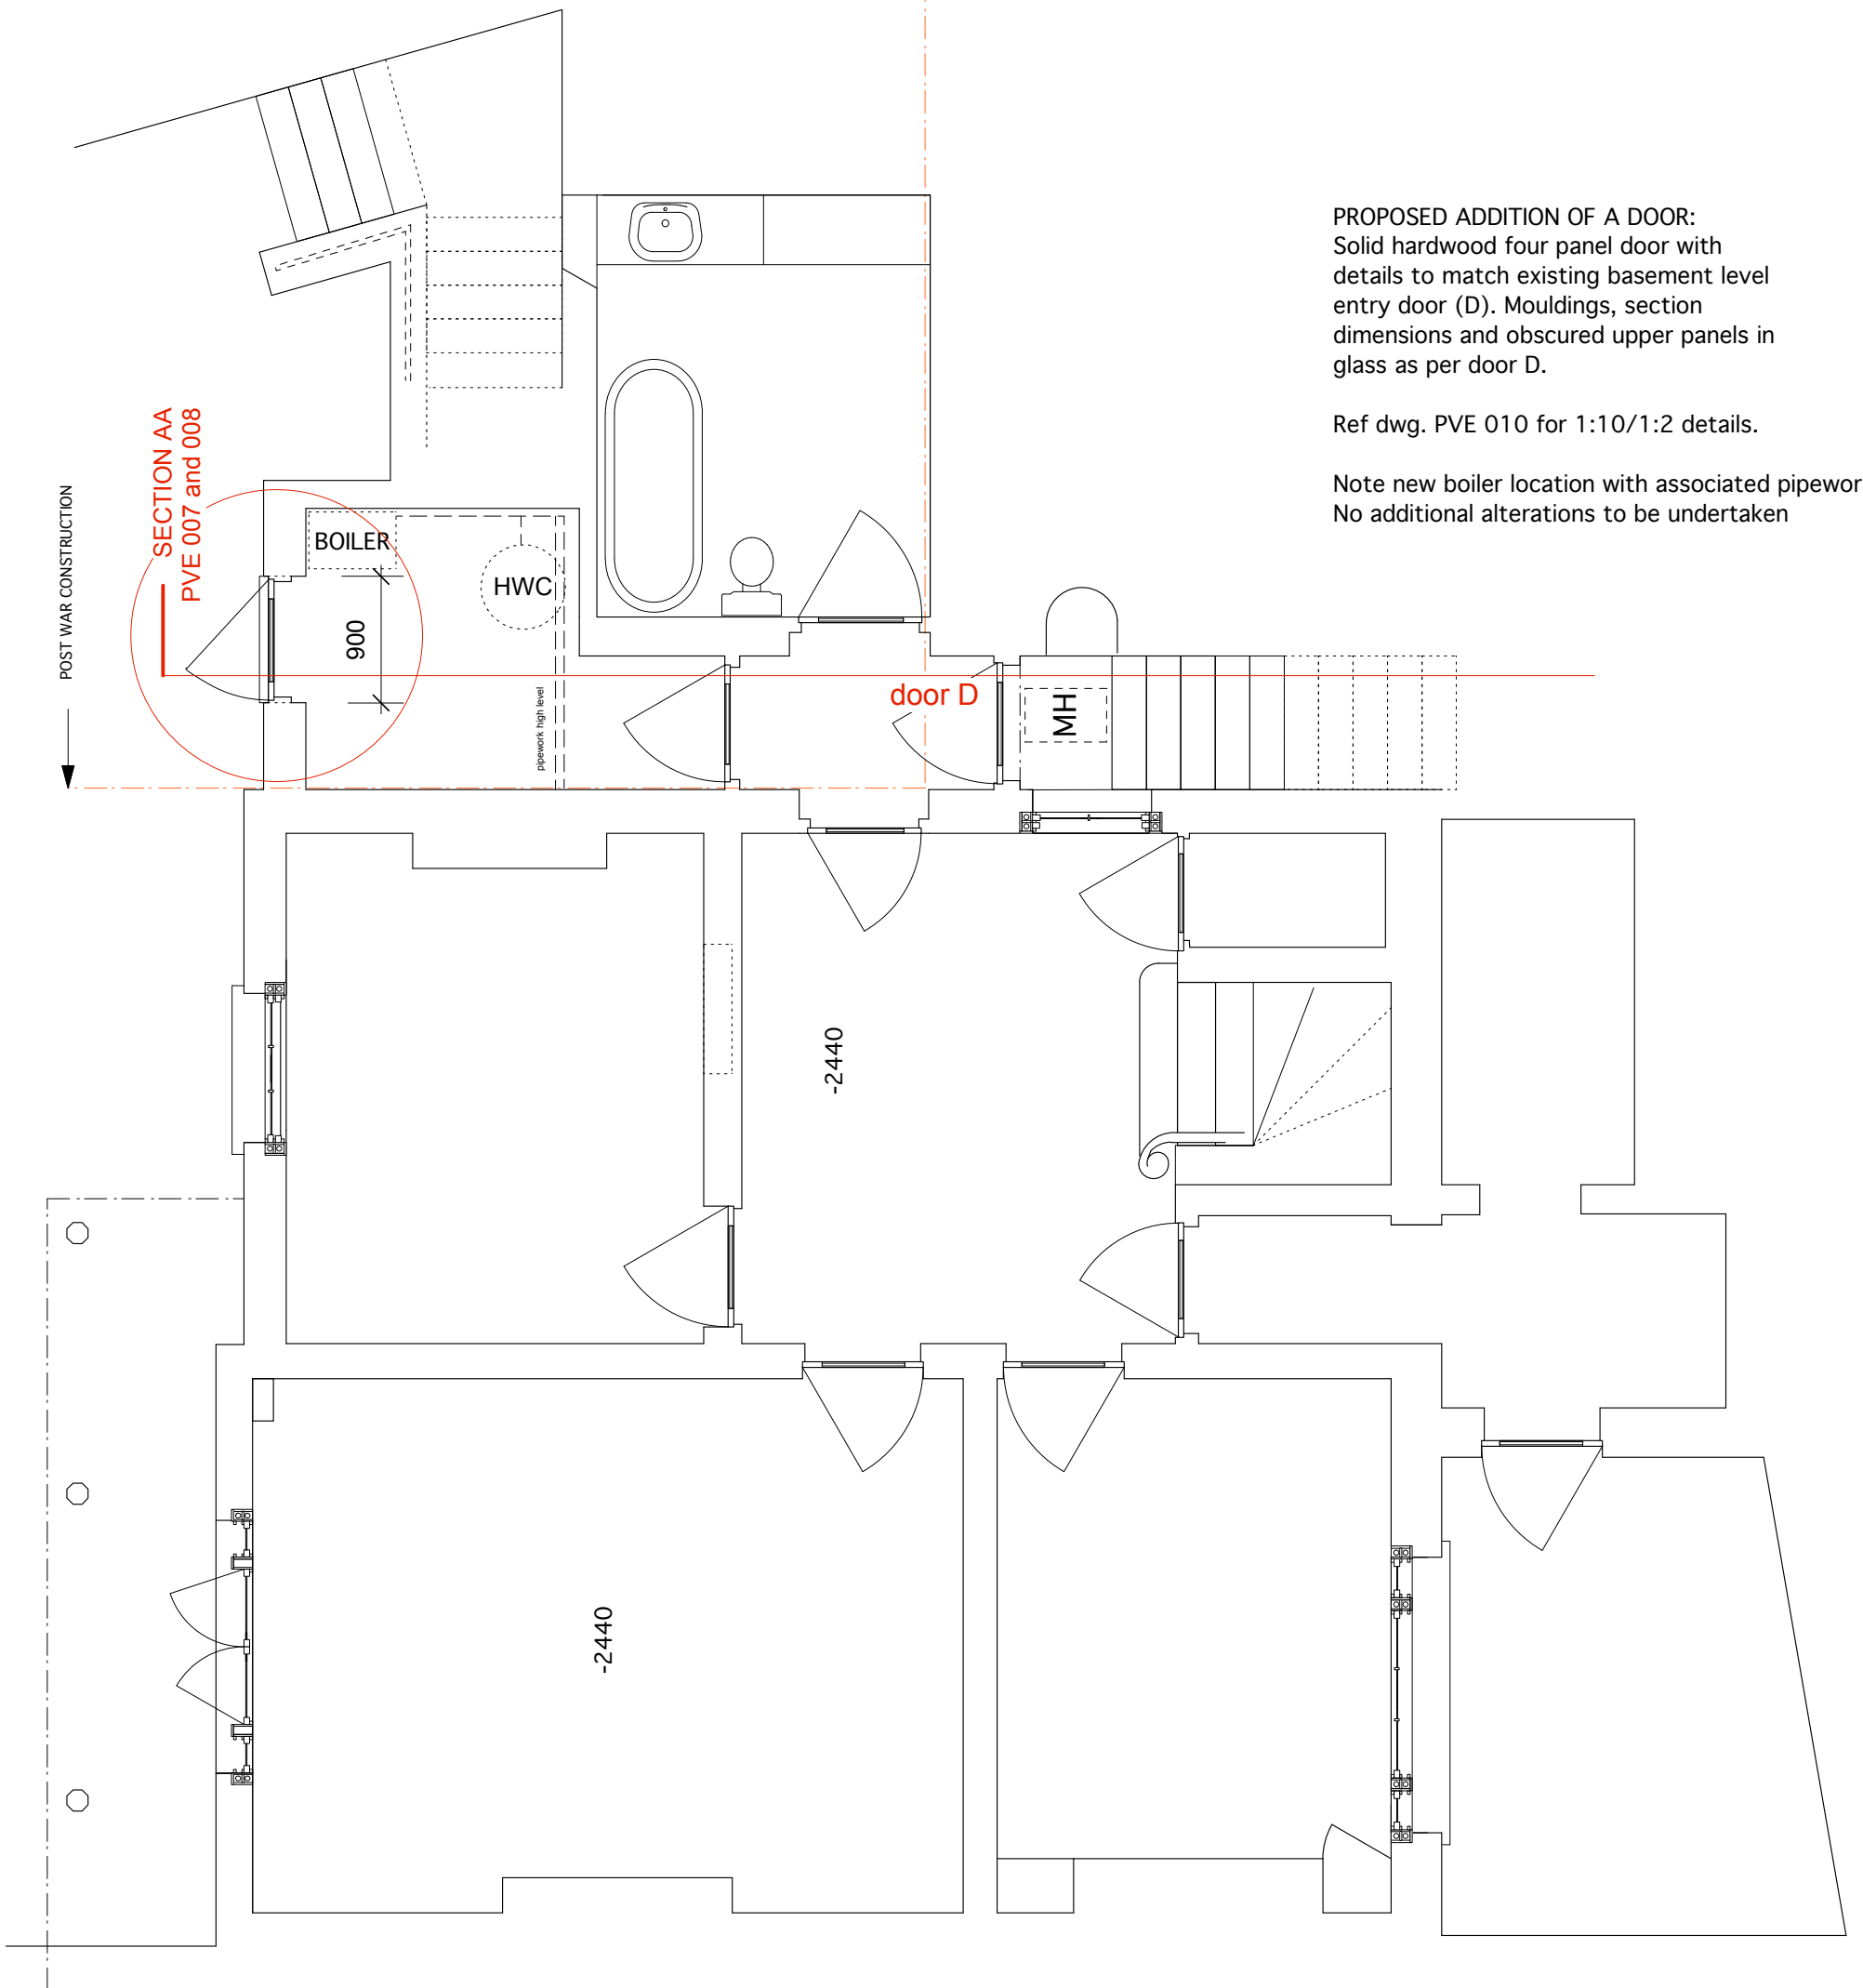 PROPOSED ADDITION OF A DOOR:
Solid hardwood four panel door with
details to match existing basement level
entry door (D). Mouldings, section
dimensions and obscured upper panels in
glass as per door D.
Ref dwg. PVE 010 for 1:10/1:2 details.
Note new boiler location with associated pipewor
No additional alterations to be undertaken
SECTION AA
PVE 007 and 008
POST WAR CONSTRUCTION
BOILER
HWC
900
pipework high level
door D
MH
-2440
-2440